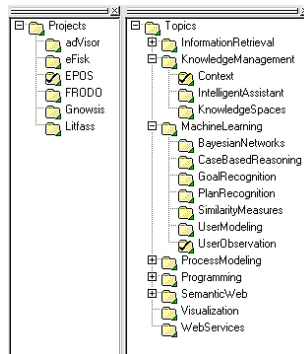 Projects
adVisor
eFisk
EPOS
FRODO
Gnowsis
Litfass
Topics
InformationRetrieval
KnowledgeManagement
Context
IntelligentAssistant
KnowledgeSpaces
MachineLearning
BayesianNetworks
CaseBasedReasoning
GoalRecognition
PlanRecognition
SimilarityMeasures
UserModeling
UserObservation
ProcessModeling
Programming
SemanticWeb
Visualization
WebServices